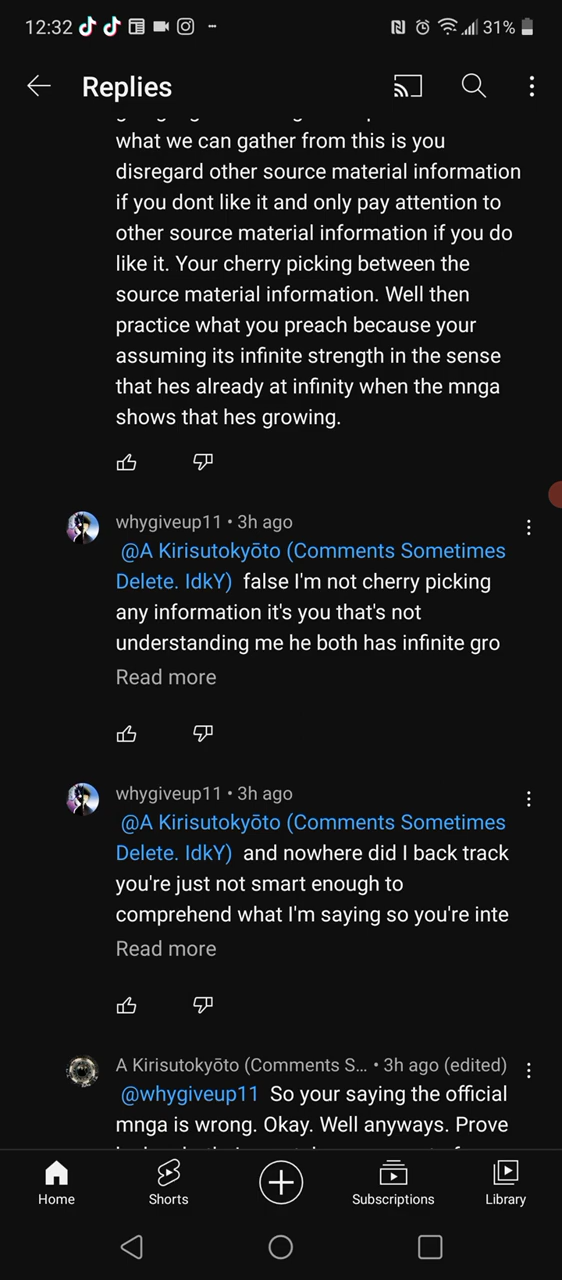 12:32
31%
Replies
what we can gather from this is you
disregard other source material information
if you dont like it and only pay attention to
other source material information if you do
like it. Your cherry picking between the
source material information. Well then
practice what you preach because your
assuming its infinite strength in the sense
that hes already at infinity when the mnga
shows that hes growing.
whygiveup11 • 3h ago
@A Kirisutokyōto (Comments Sometimes
Delete. IdkY) false I'm not cherry picking
any information it's you that's not
understanding me he both has infinite gro
Read more
whygiveup11 • 3h ago
@A Kirisutokyōto (Comments Sometimes
Delete. IdkY) and nowhere did I back track
you're just not smart enough to
comprehend what I'm saying so you're inte
Read more
A Kirisutokyōto (Comments S... • 3h ago (edited)
@whygiveup11 So your saying the official
mnga is wrong. Okay. Well anyways. Prove
Home
Shorts
Subscriptions
Library